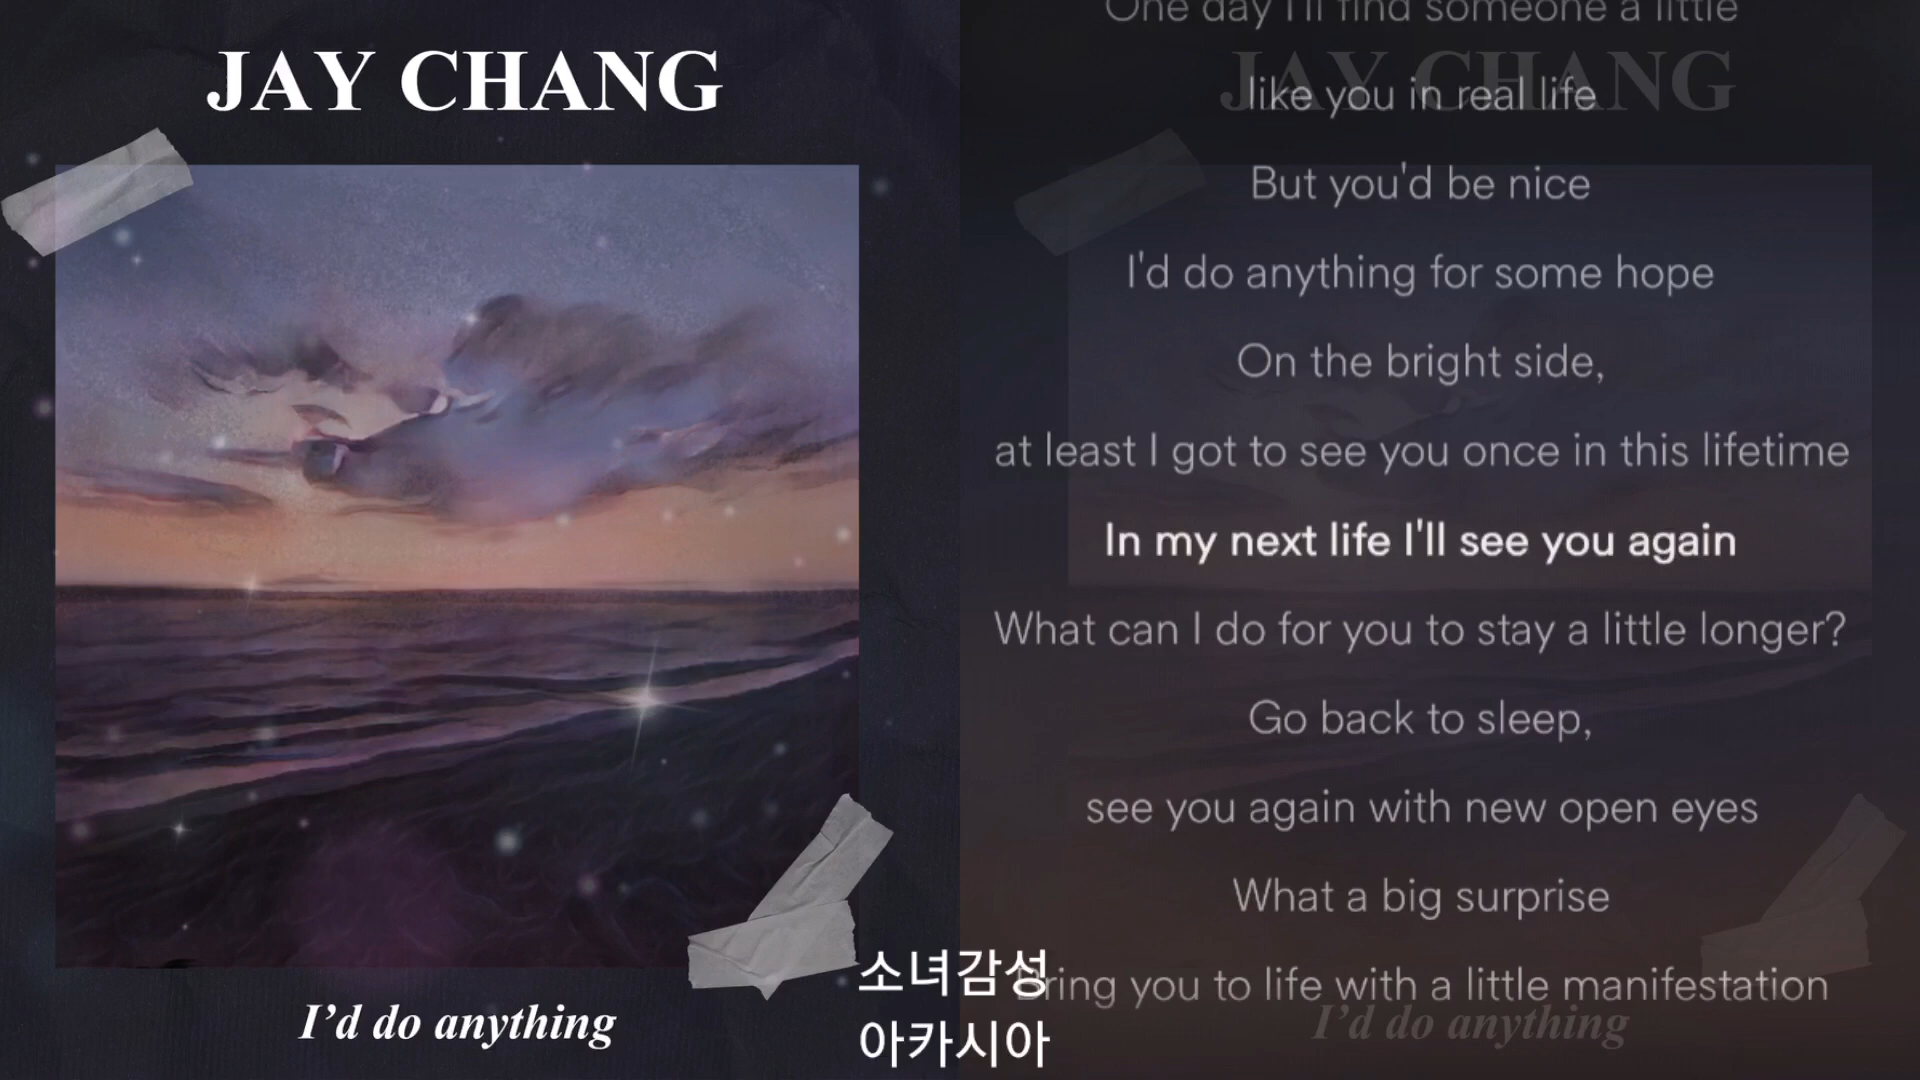 JAY CHANG
I’d do anything
소녀감성
아카시아
One day I'll find someone a little
JAY CHANG
like you in real life
But you'd be nice
I'd do anything for some hope
On the bright side,
at least I got to see you once in this lifetime
In my next life I'll see you again
What can I do for you to stay a little longer?
Go back to sleep,
see you again with new open eyes
What a big surprise
Bring you to life with a little manifestation
I’d do anything